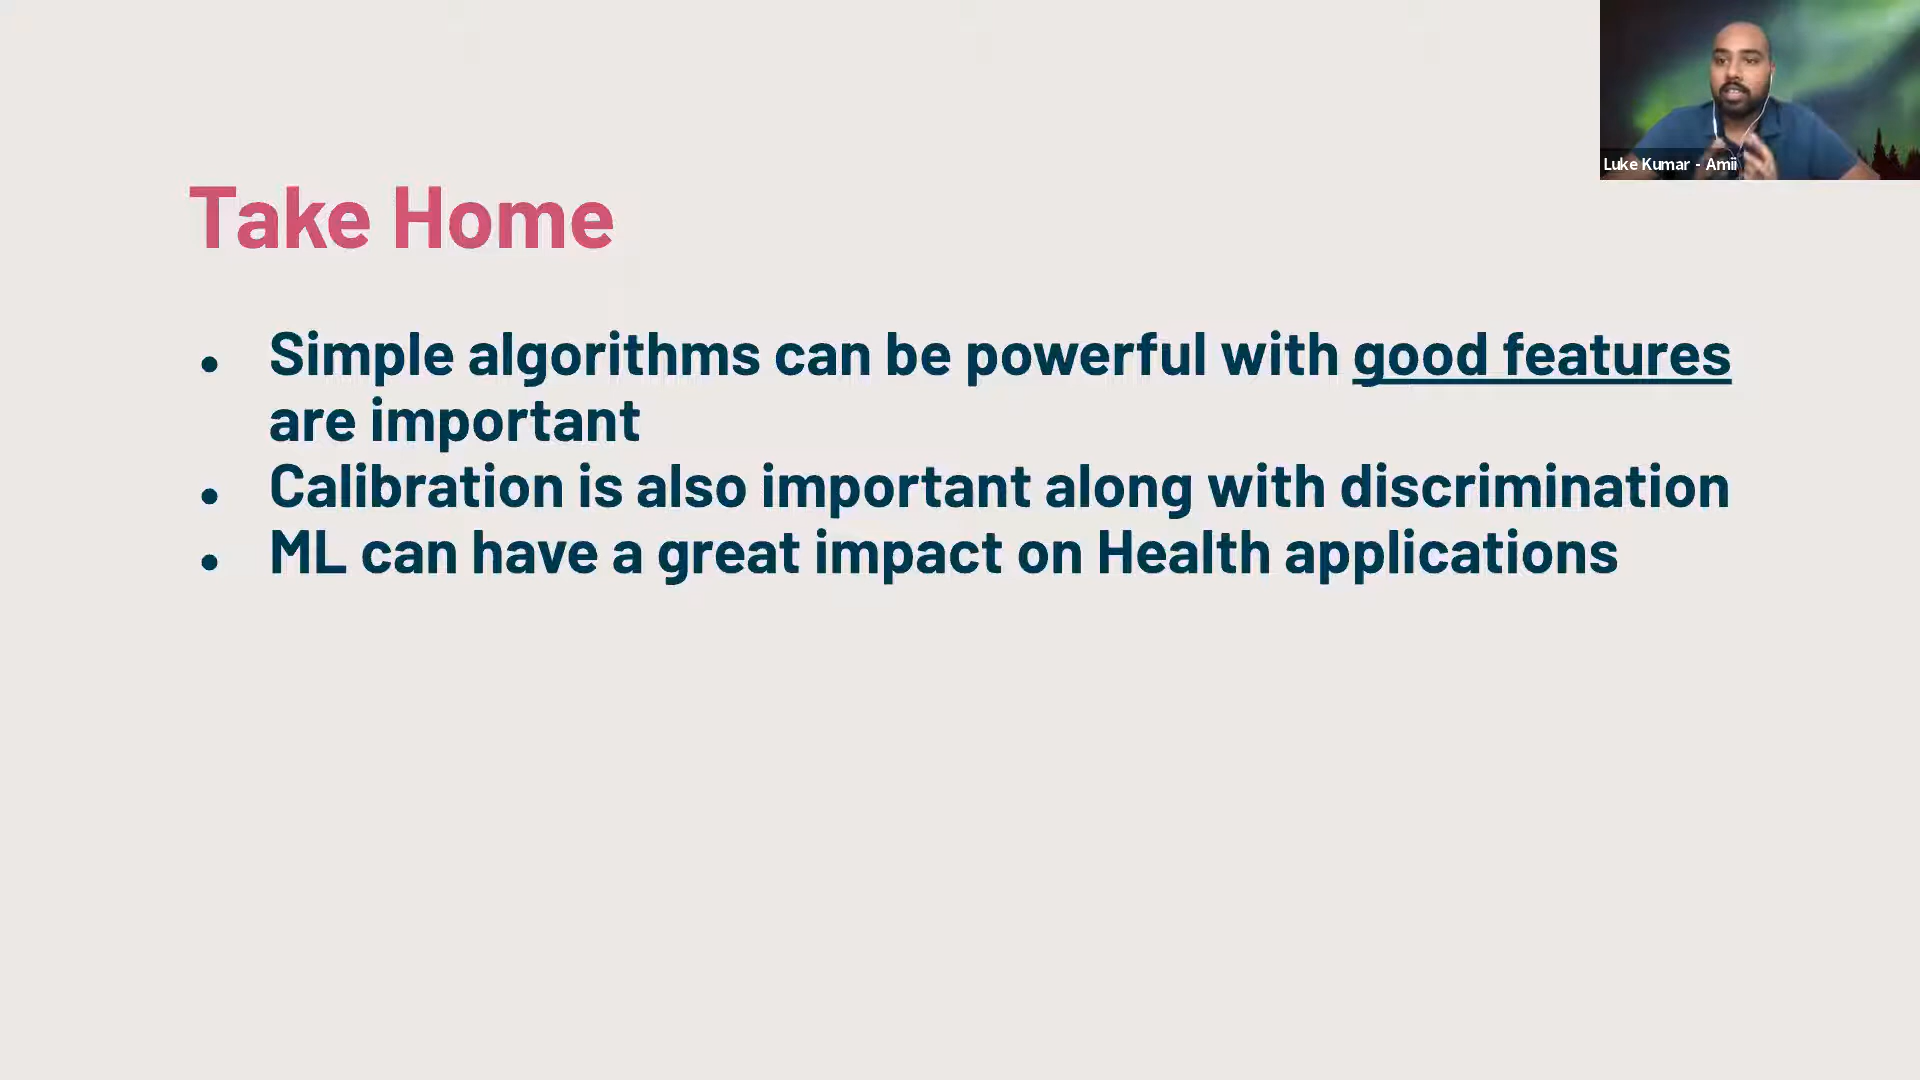 Luke Kumar - Amii
Take Home
• Simple algorithms can be powerful with good features
are important
• Calibration is also important along with discrimination
• ML can have a great impact on Health applications